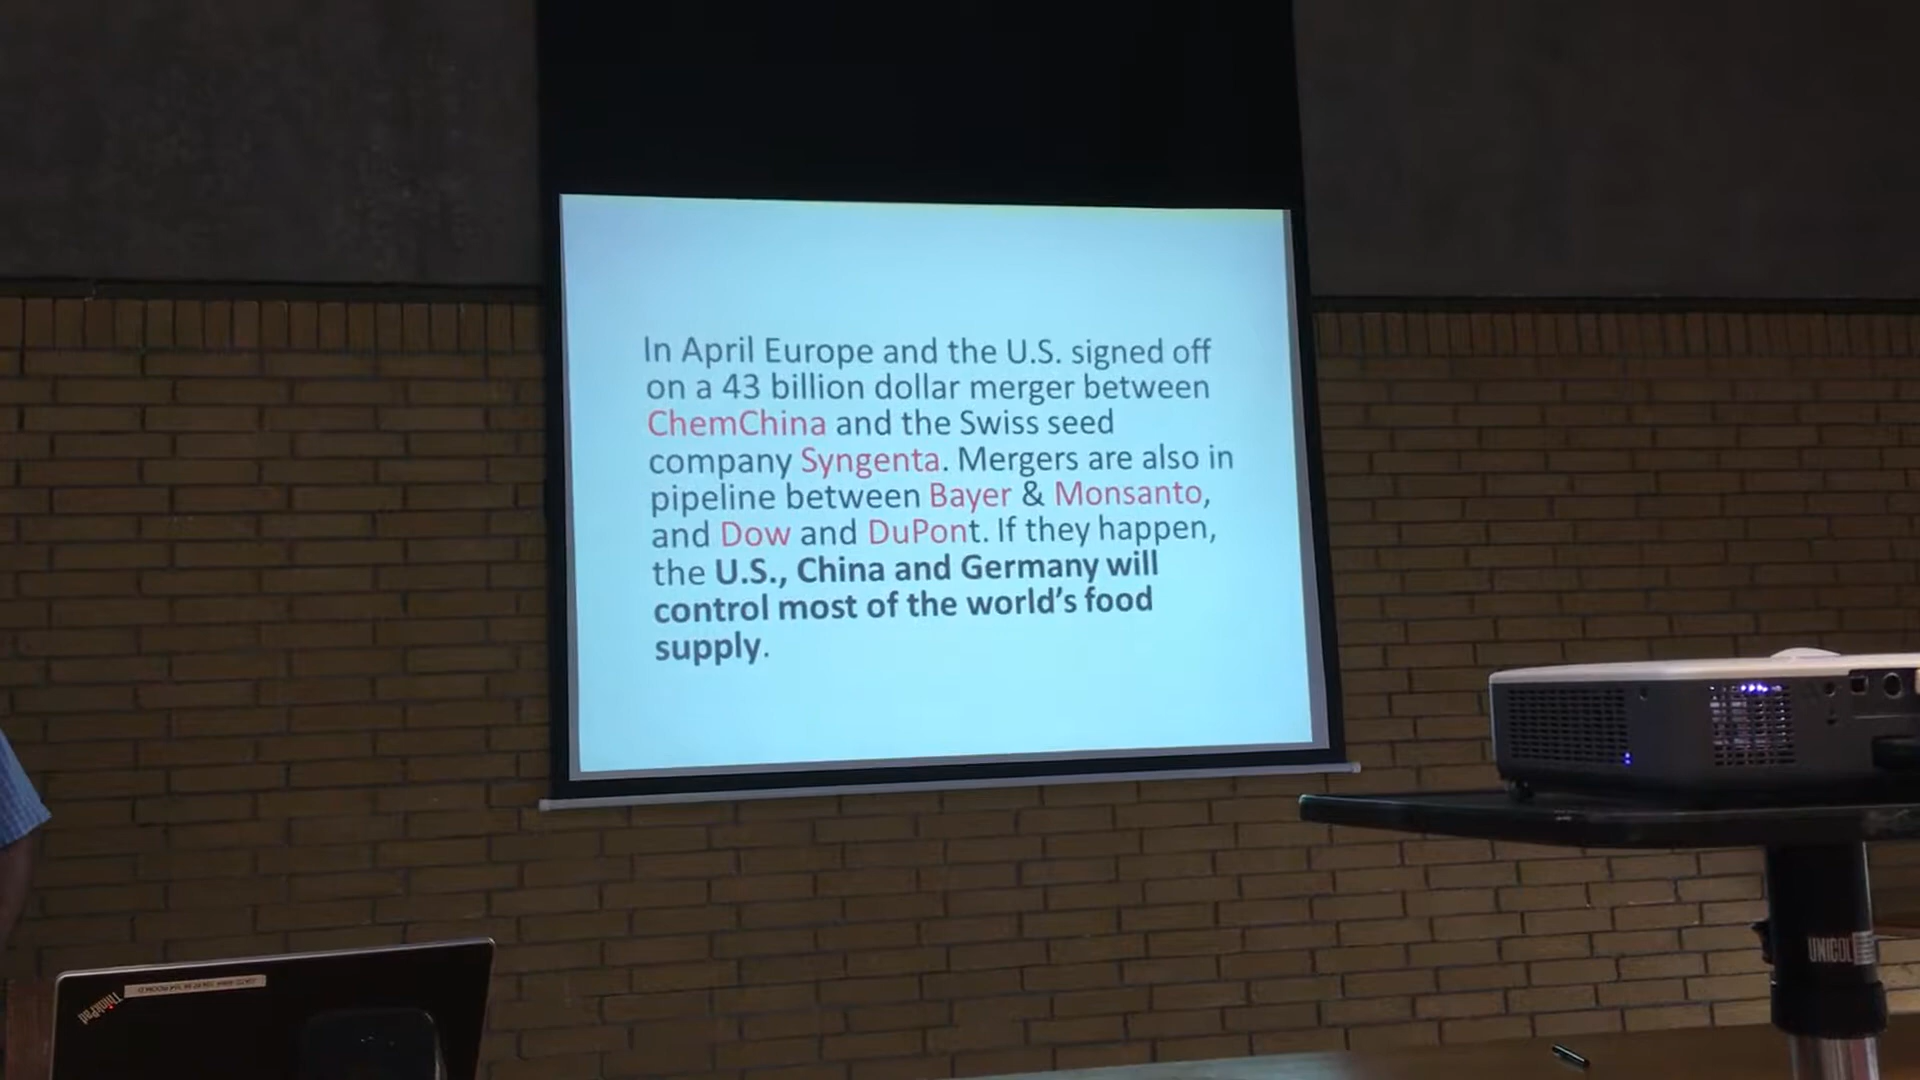 In April Europe and the U.S. signed off
on a 43 billion dollar merger between
ChemChina and the Swiss seed
company Syngenta. Mergers are also in
pipeline between Bayer & Monsanto,
and Dow and DuPont. If they happen,
the U.S., China and Germany will
control most of the world's food
supply.
ThinkPad
UNICOL